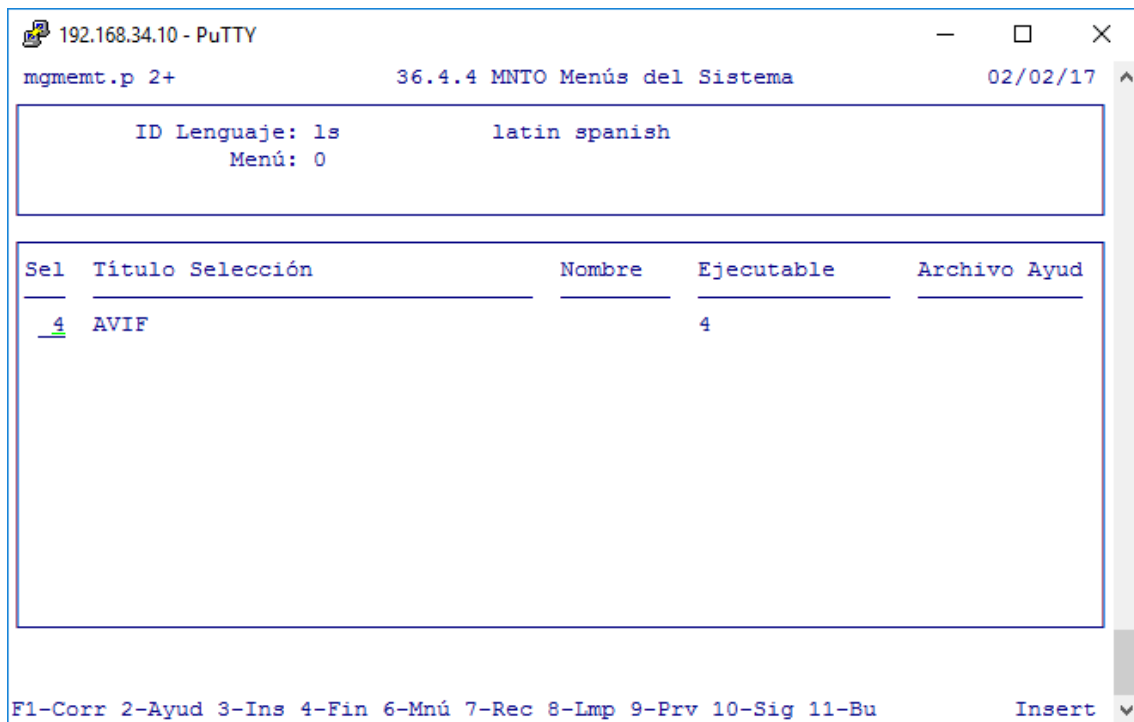 192.168.34.10 - PuTTY
mgmemt.p 2+ 36.4.4 MNTO Menús del Sistema 02/02/17
ID Lenguaje: ls latin spanish
Menú: 0
Sel Título Selección Nombre Ejecutable Archivo Ayud
4 AVIF 4
F1-Corr 2-Ayud 3-Ins 4-Fin 6-Mnú 7-Rec 8-Lmp 9-Prv 10-Sig 11-Bu Insert